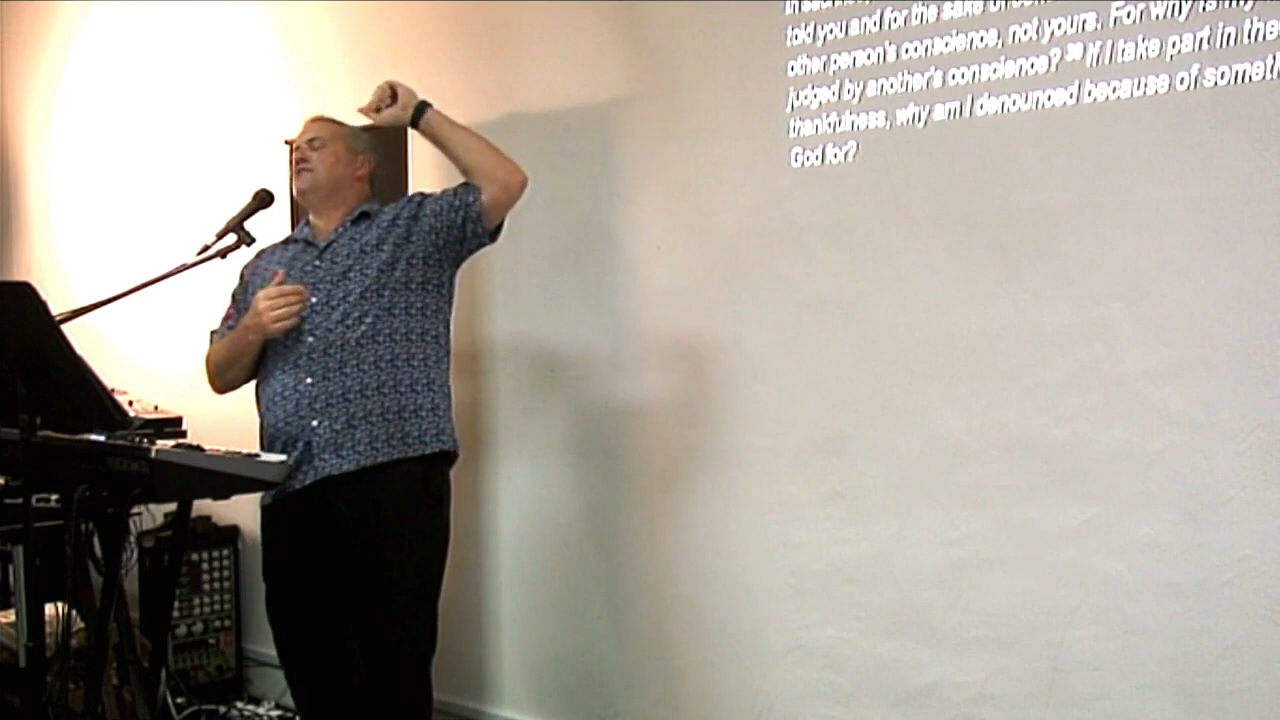 told you and for the sake of
other person's conscience, not yours. For why is my
judged by another's conscience? 30 If I take part in the
thankfulness, why am I denounced because of someth
God for?